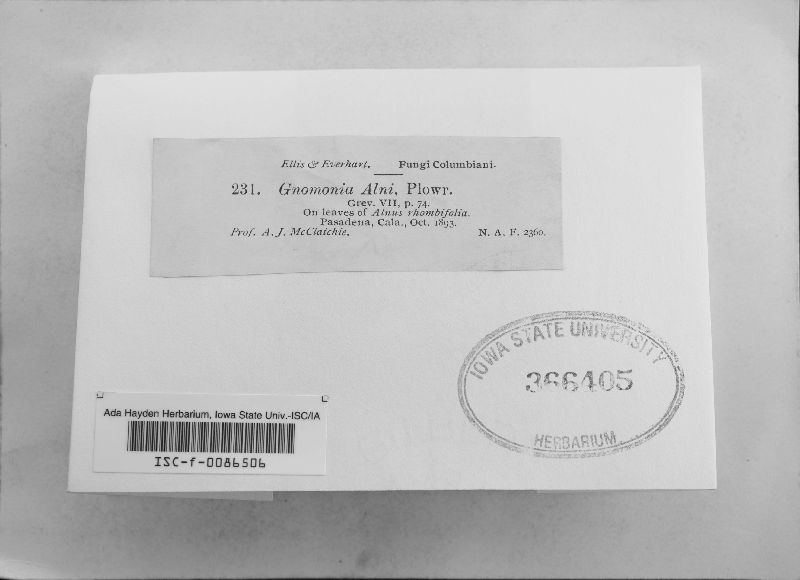 Ellis & Everhart. Fungi Columbiani.
231. Gnomonia Alni, Plowr.
Grev. VII, p. 74.
On leaves of Alnus rhombifolia.
Pasadena, Cala., Oct. 1893.
Prof. A. J. McClatchie. N. A. F. 2360.
IOWA STATE UNIVERSITY
366405
HERBARIUM
Ada Hayden Herbarium, Iowa State Univ.-ISC/IA
ISC-f-0086506